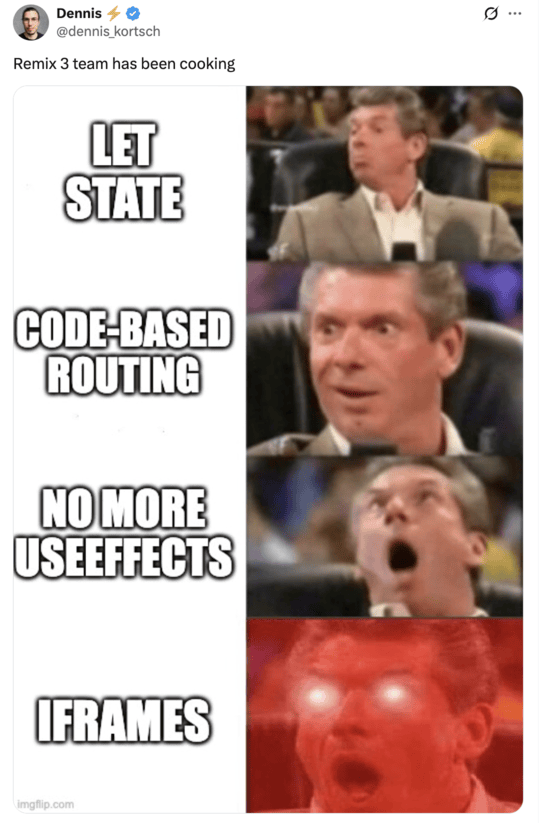 Dennis⚡
@dennis_kortsch
Remix 3 team has been cooking
LET
STATE
CODE-BASED
ROUTING
NO MORE
USEEFFECTS
IFRAMES
imgflip.com